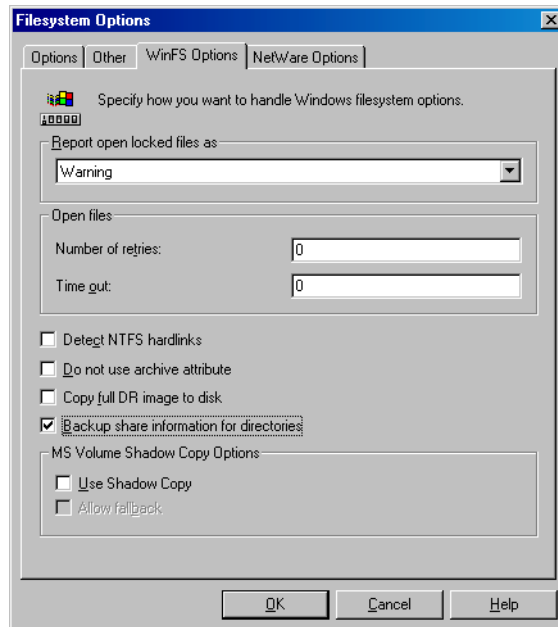 Filesystem Options
Options Other WinFS Options NetWare Options
Specify how you want to handle Windows filesystem options.
Report open locked files as
Warning
Open files
Number of retries: 0
Time out: 0
Detect NTFS hardlinks
Do not use archive attribute
Copy full DR image to disk
Backup share information for directories
MS Volume Shadow Copy Options
Use Shadow Copy
Allow fallback
OK Cancel Help